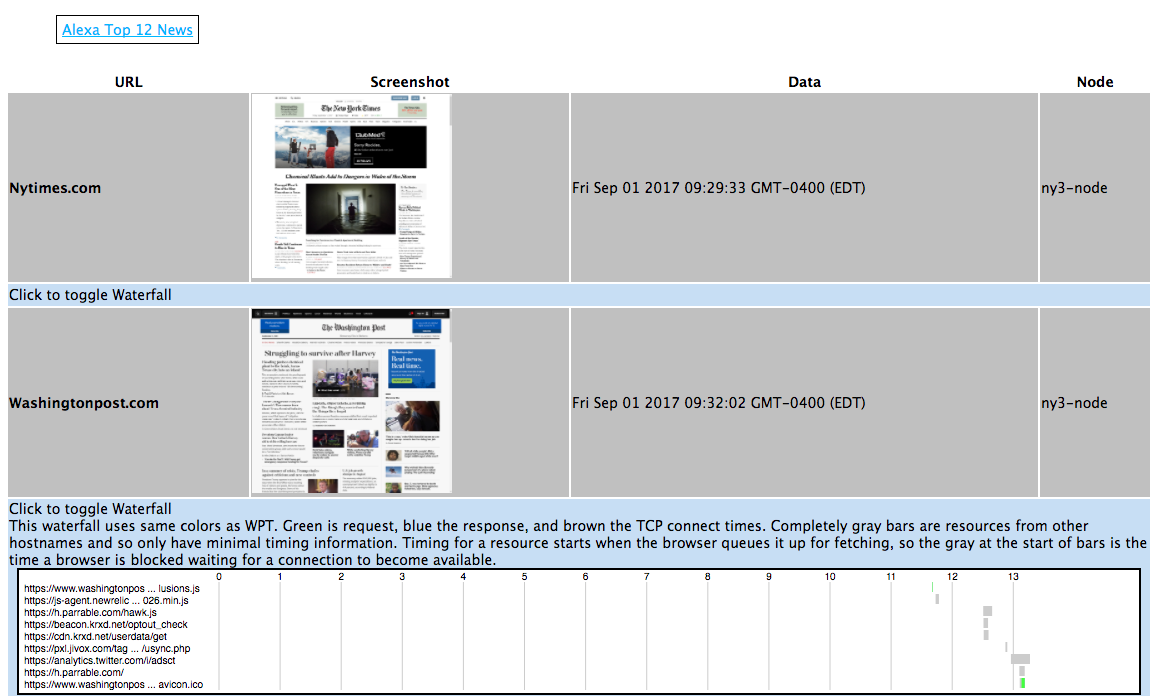 Alexa Top 12 News
URL Screenshot Data Node
The New York Times
ClubMed
Chemical Blasts Add to Dangers in Wake of the Storm
Nytimes.com Fri Sep 01 2017 09:29:33 GMT-0400 (EDT) ny3-node
Click to toggle Waterfall
The Washington Post
Struggling to survive after Harvey
Real news.
Real time.
Washingtonpost.com Fri Sep 01 2017 09:32:02 GMT-0400 (EDT) ny3-node
Click to toggle Waterfall
This waterfall uses same colors as WPT. Green is request, blue the response, and brown the TCP connect times. Completely gray bars are resources from other
hostnames and so only have minimal timing information. Timing for a resource starts when the browser queues it up for fetching, so the gray at the start of bars is the
time a browser is blocked waiting for a connection to become available.
0 1 2 3 4 5 6 7 8 9 10 11 12 13
https://www.washingtonpos ... lusions.js
https://js-agent.newrelic ... 026.min.js
https://h.parrable.com/hawk.js
https://beacon.krxd.net/optout_check
https://cdn.krxd.net/userdata/get
https://pxl.jivox.com/tag ... /usync.php
https://analytics.twitter.com/i/adsct
https://h.parrable.com/
https://www.washingtonpos ... avicon.ico